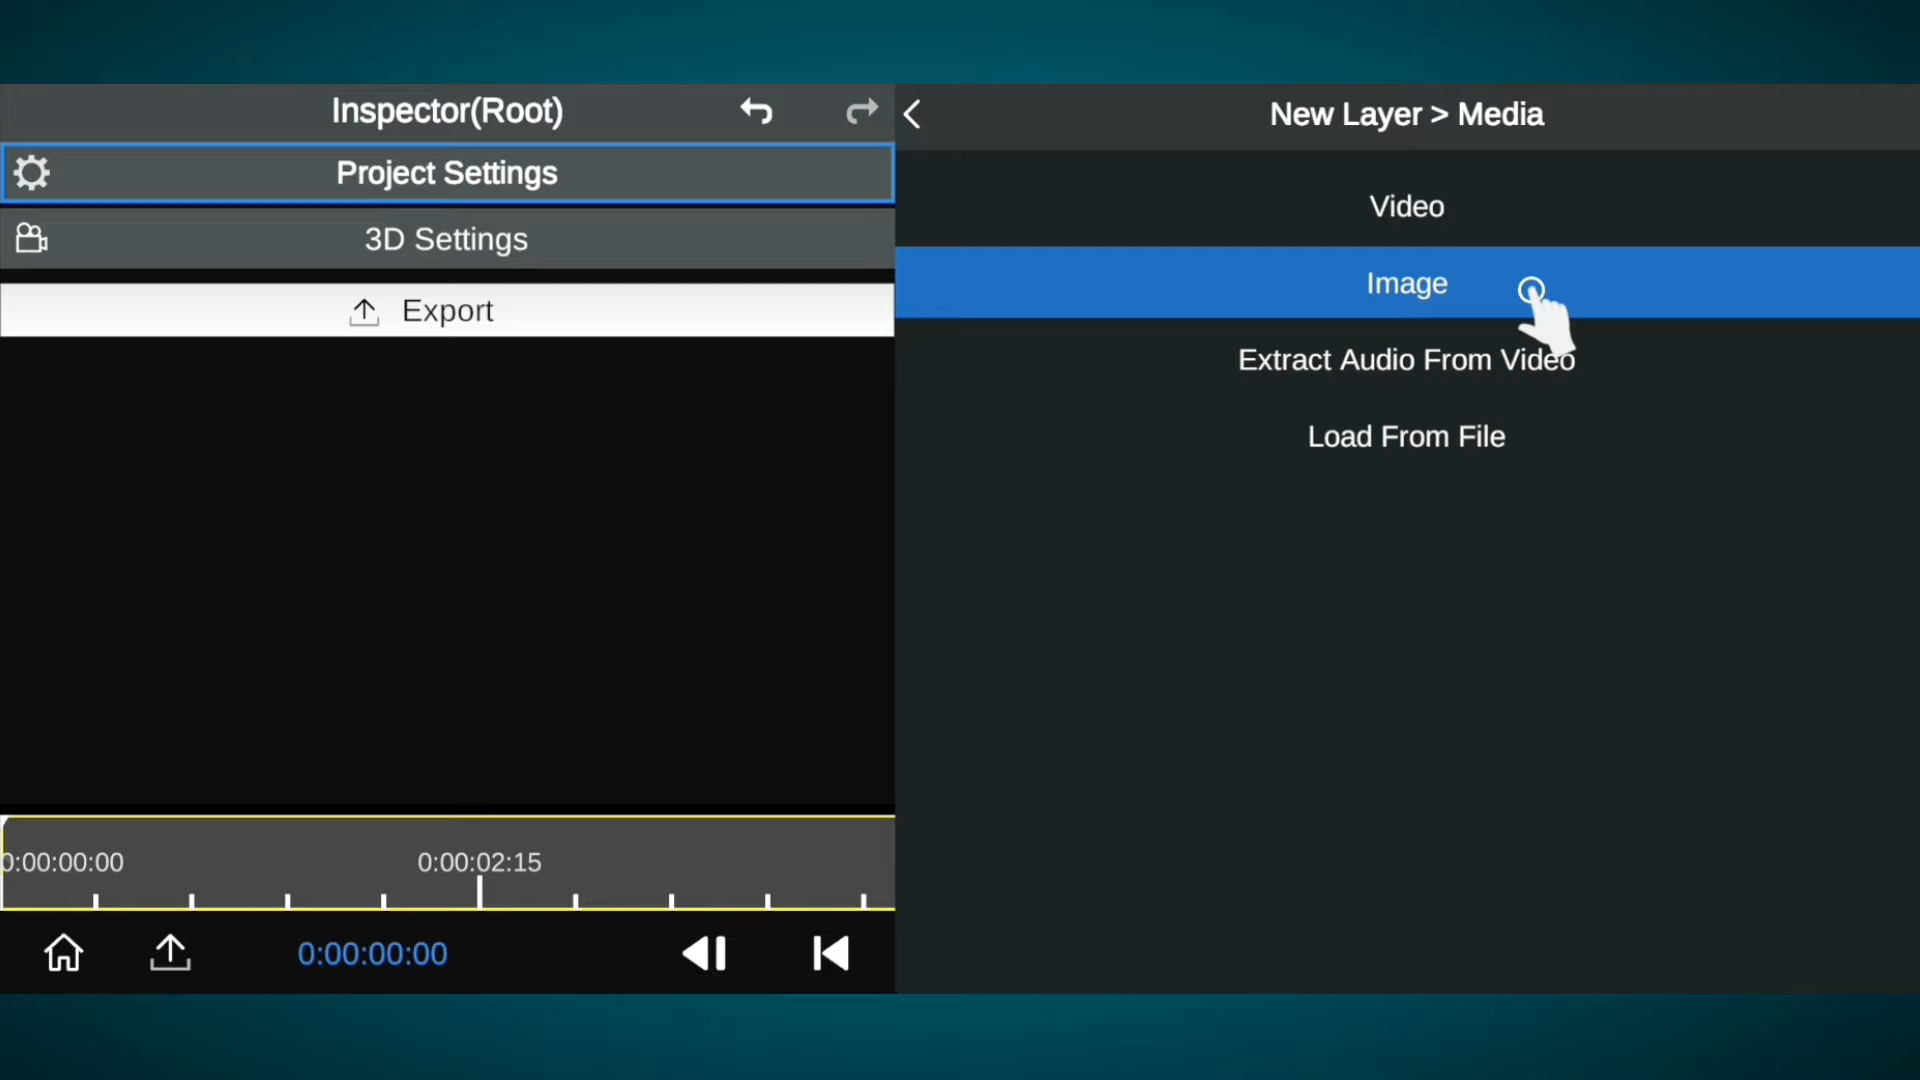 Inspector(Root)
Project Settings
3D Settings
Export
0:00:00:00
0:00:02:15
0:00:00:00
New Layer > Media
Video
Image
Extract Audio From Video
Load From File